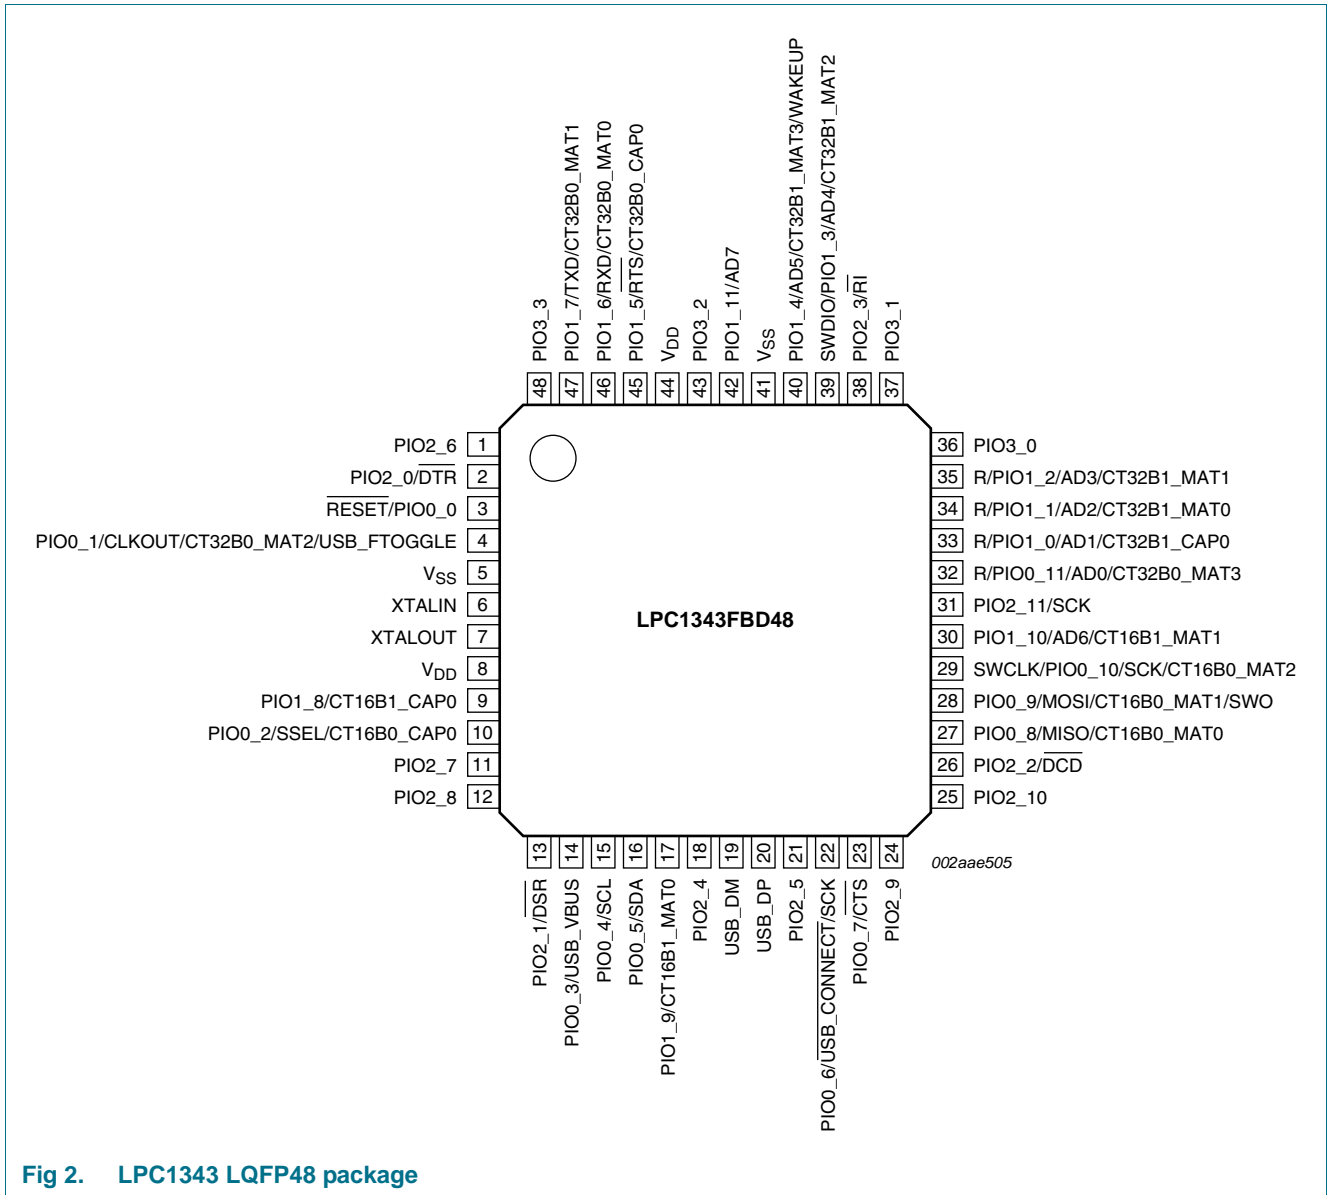 48 PIO3_3
47 PIO1_7/TXD/CT32B0_MAT1
46 PIO1_6/RXD/CT32B0_MAT0
45 PIO1_5/RTS/CT32B0_CAP0
44 VDD
43 PIO3_2
42 PIO1_11/AD7
41 VSS
40 PIO1_4/AD5/CT32B1_MAT3/WAKEUP
39 SWDIO/PIO1_3/AD4/CT32B1_MAT2
38 PIO2_3/RI
37 PIO3_1
PIO2_6 1
PIO2_0/DTR 2
RESET/PIO0_0 3
PIO0_1/CLKOUT/CT32B0_MAT2/USB_FTOGGLE 4
VSS 5
XTALIN 6
XTALOUT 7
VDD 8
PIO1_8/CT16B1_CAP0 9
PIO0_2/SSEL/CT16B0_CAP0 10
PIO2_7 11
PIO2_8 12
LPC1343FBD48
36 PIO3_0
35 R/PIO1_2/AD3/CT32B1_MAT1
34 R/PIO1_1/AD2/CT32B1_MAT0
33 R/PIO1_0/AD1/CT32B1_CAP0
32 R/PIO0_11/AD0/CT32B0_MAT3
31 PIO2_11/SCK
30 PIO1_10/AD6/CT16B1_MAT1
29 SWCLK/PIO0_10/SCK/CT16B0_MAT2
28 PIO0_9/MOSI/CT16B0_MAT1/SWO
27 PIO0_8/MISO/CT16B0_MAT0
26 PIO2_2/DCD
25 PIO2_10
PIO2_1/DSR 13
PIO0_3/USB_VBUS 14
PIO0_4/SCL 15
PIO0_5/SDA 16
PIO1_9/CT16B1_MAT0 17
PIO2_4 18
USB_DM 19
USB_DP 20
PIO2_5 21
PIO0_6/USB_CONNECT/SCK 22
PIO0_7/CTS 23
PIO2_9 24
002aae505
Fig 2. LPC1343 LQFP48 package